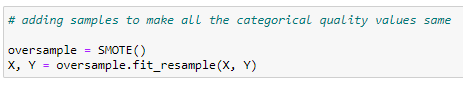 # adding samples to make all the categorical quality values same
oversample = SMOTE()
X, Y = oversample.fit_resample(X, Y)